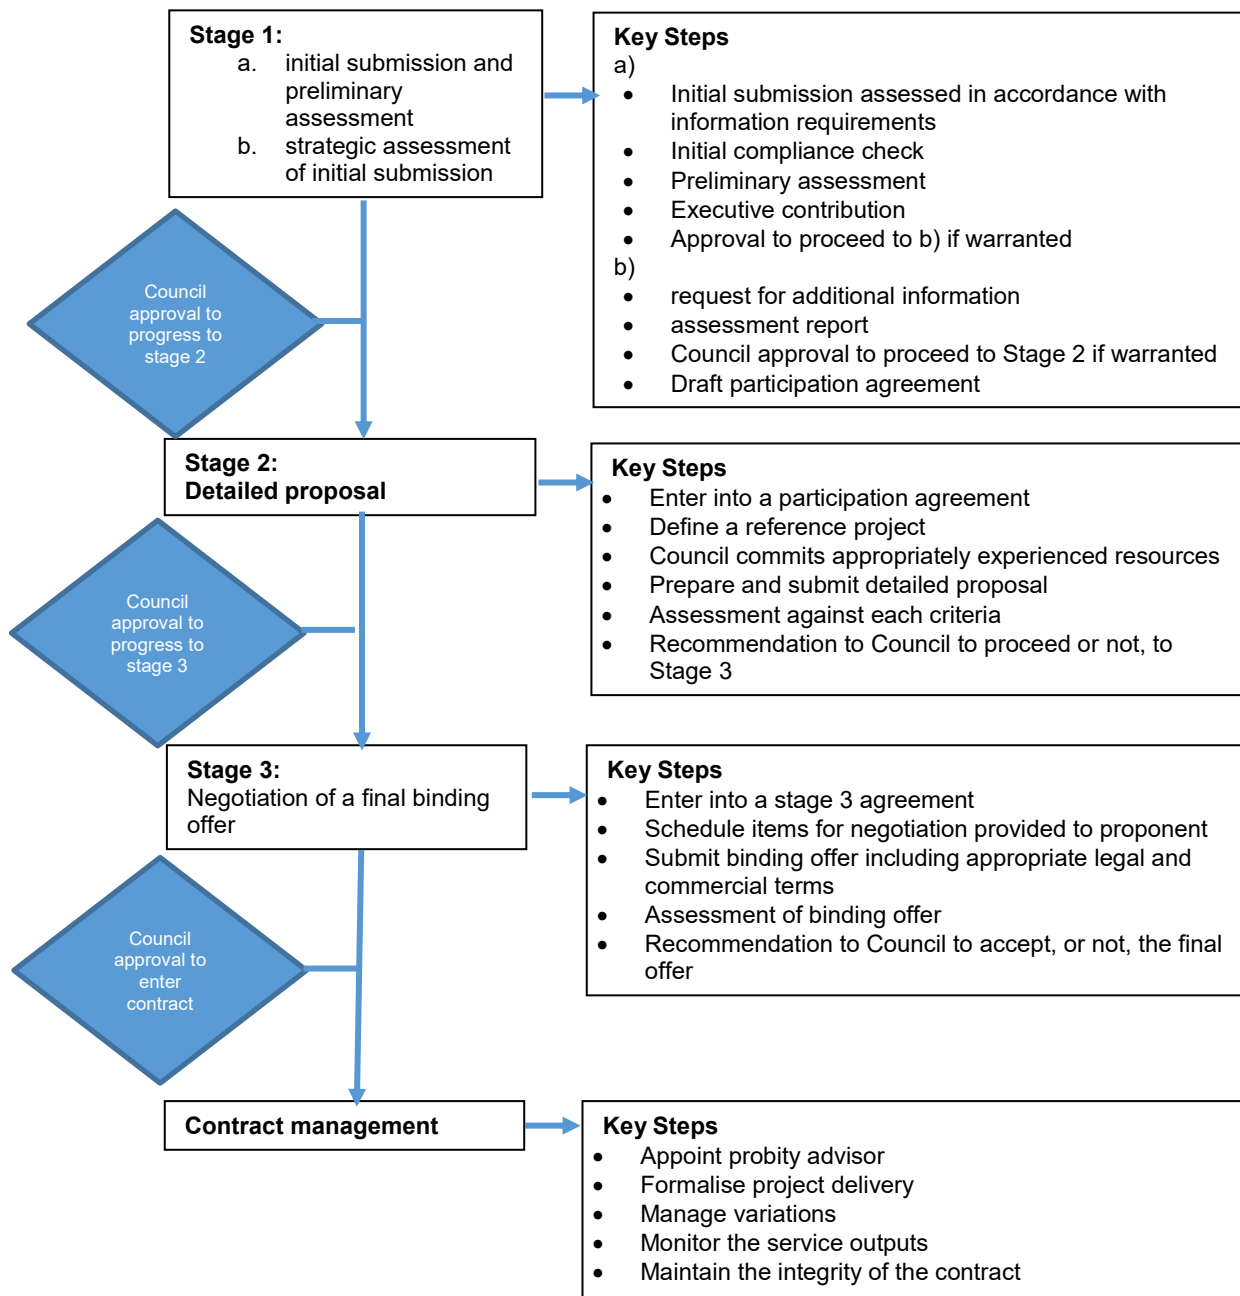 Stage 1:
a. initial submission and
preliminary
assessment
b. strategic assessment
of initial submission
Key Steps
a)
• Initial submission assessed in accordance with
information requirements
• Initial compliance check
• Preliminary assessment
• Executive contribution
• Approval to proceed to b) if warranted
b)
• request for additional information
• assessment report
• Council approval to proceed to Stage 2 if warranted
• Draft participation agreement
Council
approval to
progress to
stage 2
Stage 2:
Detailed proposal
Key Steps
• Enter into a participation agreement
• Define a reference project
• Council commits appropriately experienced resources
• Prepare and submit detailed proposal
• Assessment against each criteria
• Recommendation to Council to proceed or not, to
Stage 3
Council
approval to
progress to
stage 3
Stage 3:
Negotiation of a final binding
offer
Key Steps
• Enter into a stage 3 agreement
• Schedule items for negotiation provided to proponent
• Submit binding offer including appropriate legal and
commercial terms
• Assessment of binding offer
• Recommendation to Council to accept, or not, the final
offer
Council
approval to
enter
contract
Contract management
Key Steps
• Appoint probity advisor
• Formalise project delivery
• Manage variations
• Monitor the service outputs
• Maintain the integrity of the contract